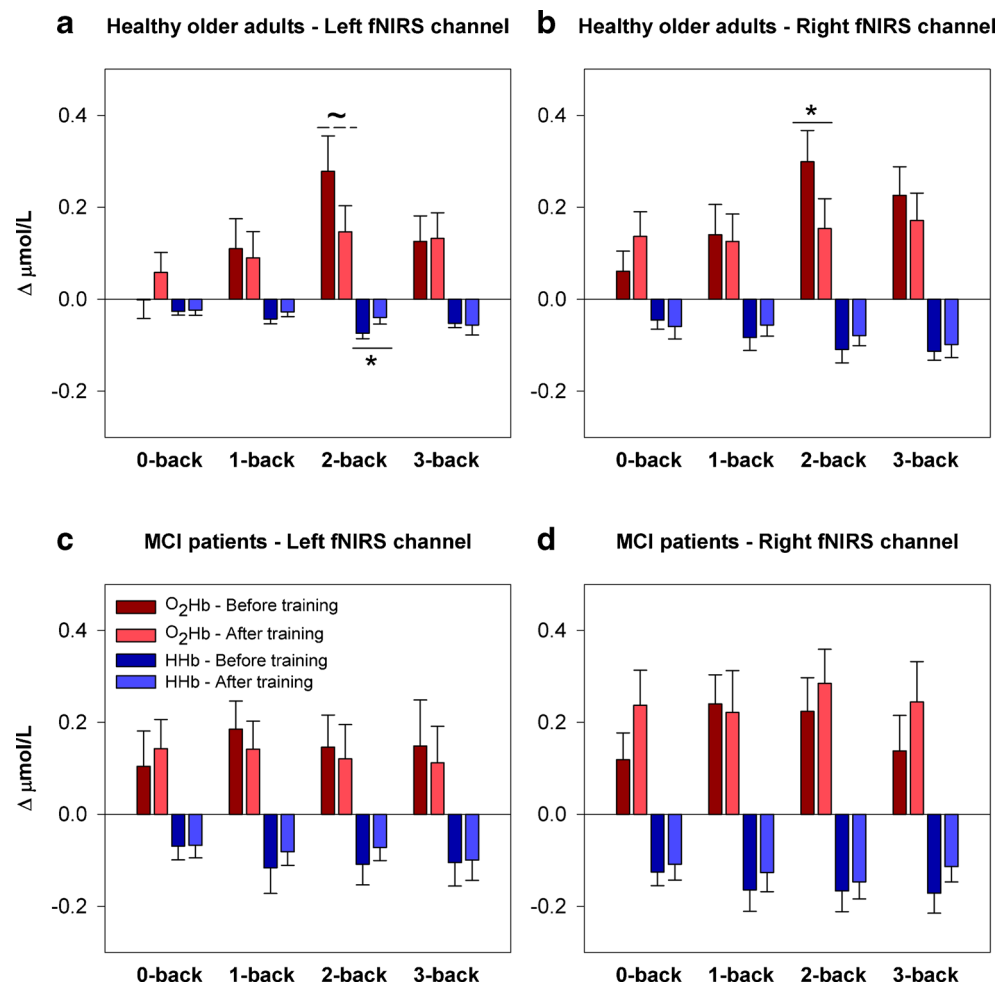 a Healthy older adults - Left fNIRS channel
b Healthy older adults - Right fNIRS channel
Δ μmol/L
0.4
0.2
0.0
-0.2
~
*
0-back 1-back 2-back 3-back
0.4
0.2
0.0
-0.2
*
0-back 1-back 2-back 3-back
c MCI patients - Left fNIRS channel
d MCI patients - Right fNIRS channel
Δ μmol/L
0.4
0.2
0.0
-0.2
O2Hb - Before training
O2Hb - After training
HHb - Before training
HHb - After training
0-back 1-back 2-back 3-back
0.4
0.2
0.0
-0.2
0-back 1-back 2-back 3-back